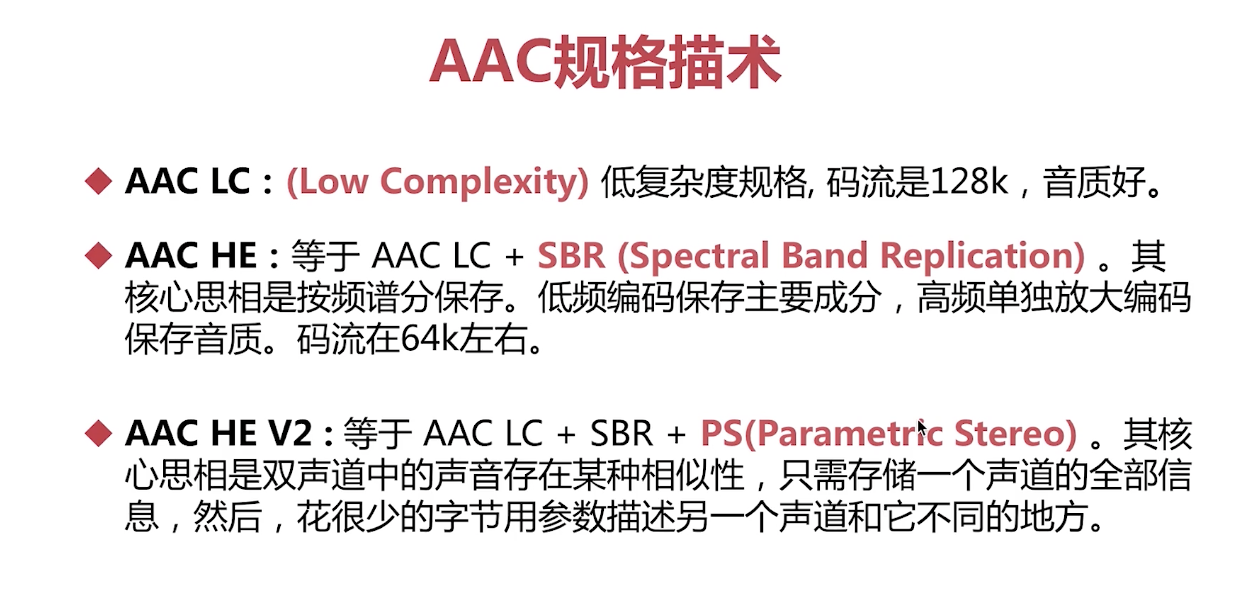 AAC规格描术
AAC LC：(Low Complexity) 低复杂度规格, 码流是128k，音质好。
AAC HE：等于 AAC LC + SBR (Spectral Band Replication) 。其
核心思相是按频谱分保存。低频编码保存主要成分，高频单独放大编码
保存音质。码流在64k左右。
AAC HE V2：等于 AAC LC + SBR + PS(Parametric Stereo) 。其核
心思相是双声道中的声音存在某种相似性，只需存储一个声道的全部信
息，然后，花很少的字节用参数描述另一个声道和它不同的地方。